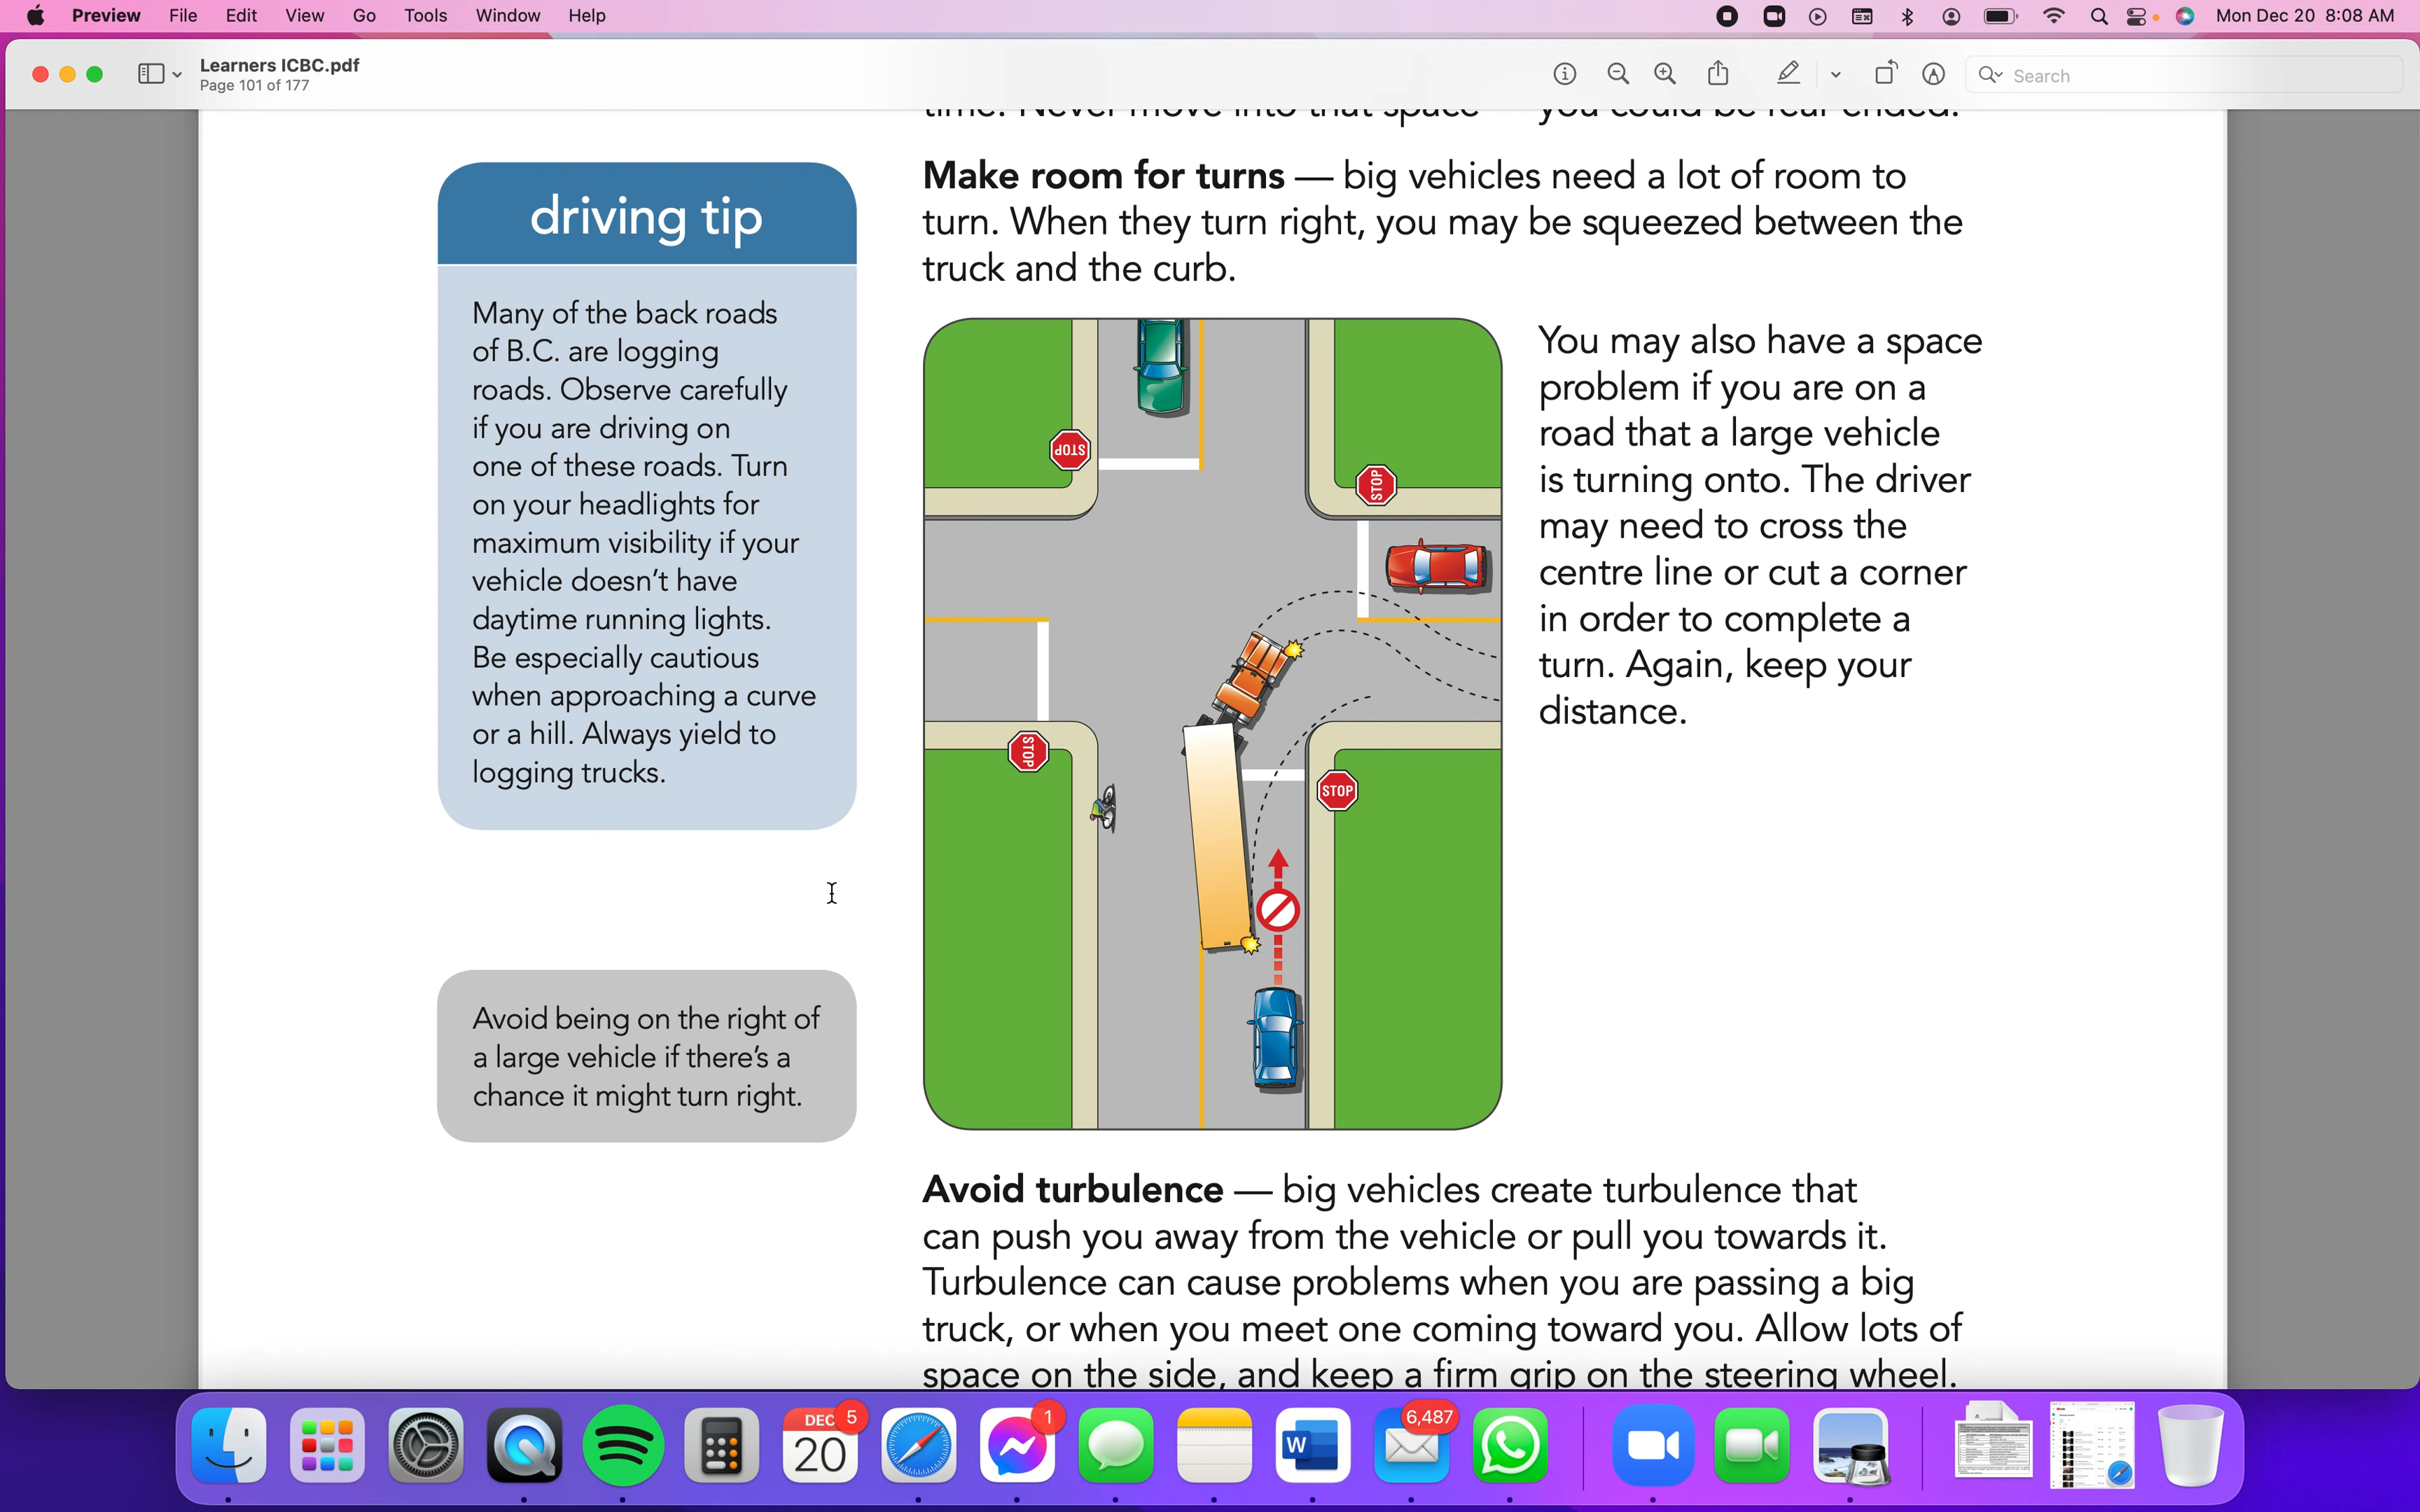 Preview File Edit View Go Tools Window Help Mon Dec 20 8:08 AM
Learners ICBC.pdf
Page 101 of 177
Search
time. Never move into that space — you could be rear-ended.
driving tip
Many of the back roads
of B.C. are logging
roads. Observe carefully
if you are driving on
one of these roads. Turn
on your headlights for
maximum visibility if your
vehicle doesn't have
daytime running lights.
Be especially cautious
when approaching a curve
or a hill. Always yield to
logging trucks.
Avoid being on the right of
a large vehicle if there's a
chance it might turn right.
Make room for turns — big vehicles need a lot of room to
turn. When they turn right, you may be squeezed between the
truck and the curb.
STOP
STOP
STOP
STOP
You may also have a space
problem if you are on a
road that a large vehicle
is turning onto. The driver
may need to cross the
centre line or cut a corner
in order to complete a
turn. Again, keep your
distance.
Avoid turbulence — big vehicles create turbulence that
can push you away from the vehicle or pull you towards it.
Turbulence can cause problems when you are passing a big
truck, or when you meet one coming toward you. Allow lots of
space on the side, and keep a firm grip on the steering wheel.
DEC 5
20
1
W
6,487